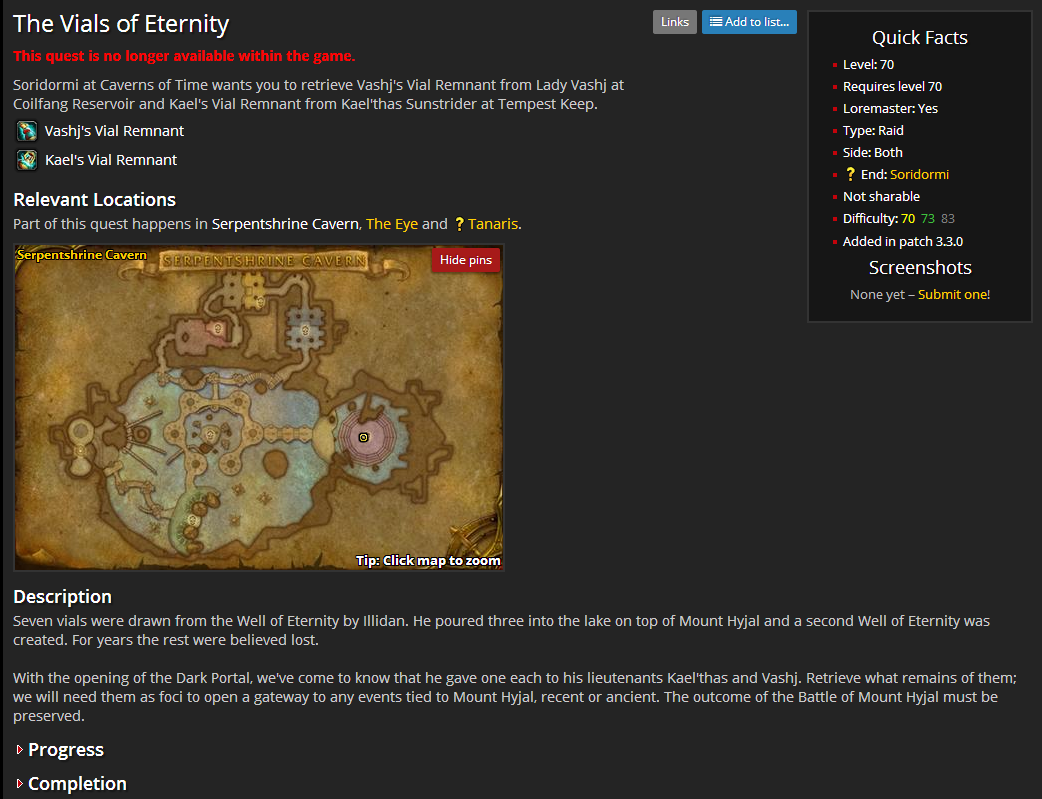 The Vials of Eternity
Links
Add to list...
This quest is no longer available within the game.
Soridormi at Caverns of Time wants you to retrieve Vashj's Vial Remnant from Lady Vashj at
Coilfang Reservoir and Kael's Vial Remnant from Kael'thas Sunstrider at Tempest Keep.
Vashj's Vial Remnant
Kael's Vial Remnant
Relevant Locations
Part of this quest happens in Serpentshrine Cavern, The Eye and ? Tanaris.
Serpentshrine Cavern
SERPENTSHRINE CAVERN
Hide pins
Tip: Click map to zoom
Description
Seven vials were drawn from the Well of Eternity by Illidan. He poured three into the lake on top of Mount Hyjal and a second Well of Eternity was
created. For years the rest were believed lost.
With the opening of the Dark Portal, we've come to know that he gave one each to his lieutenants Kael'thas and Vashj. Retrieve what remains of them;
we will need them as foci to open a gateway to any events tied to Mount Hyjal, recent or ancient. The outcome of the Battle of Mount Hyjal must be
preserved.
Progress
Completion
Quick Facts
Level: 70
Requires level 70
Loremaster: Yes
Type: Raid
Side: Both
? End: Soridormi
Not sharable
Difficulty: 70 73 83
Added in patch 3.3.0
Screenshots
None yet – Submit one!